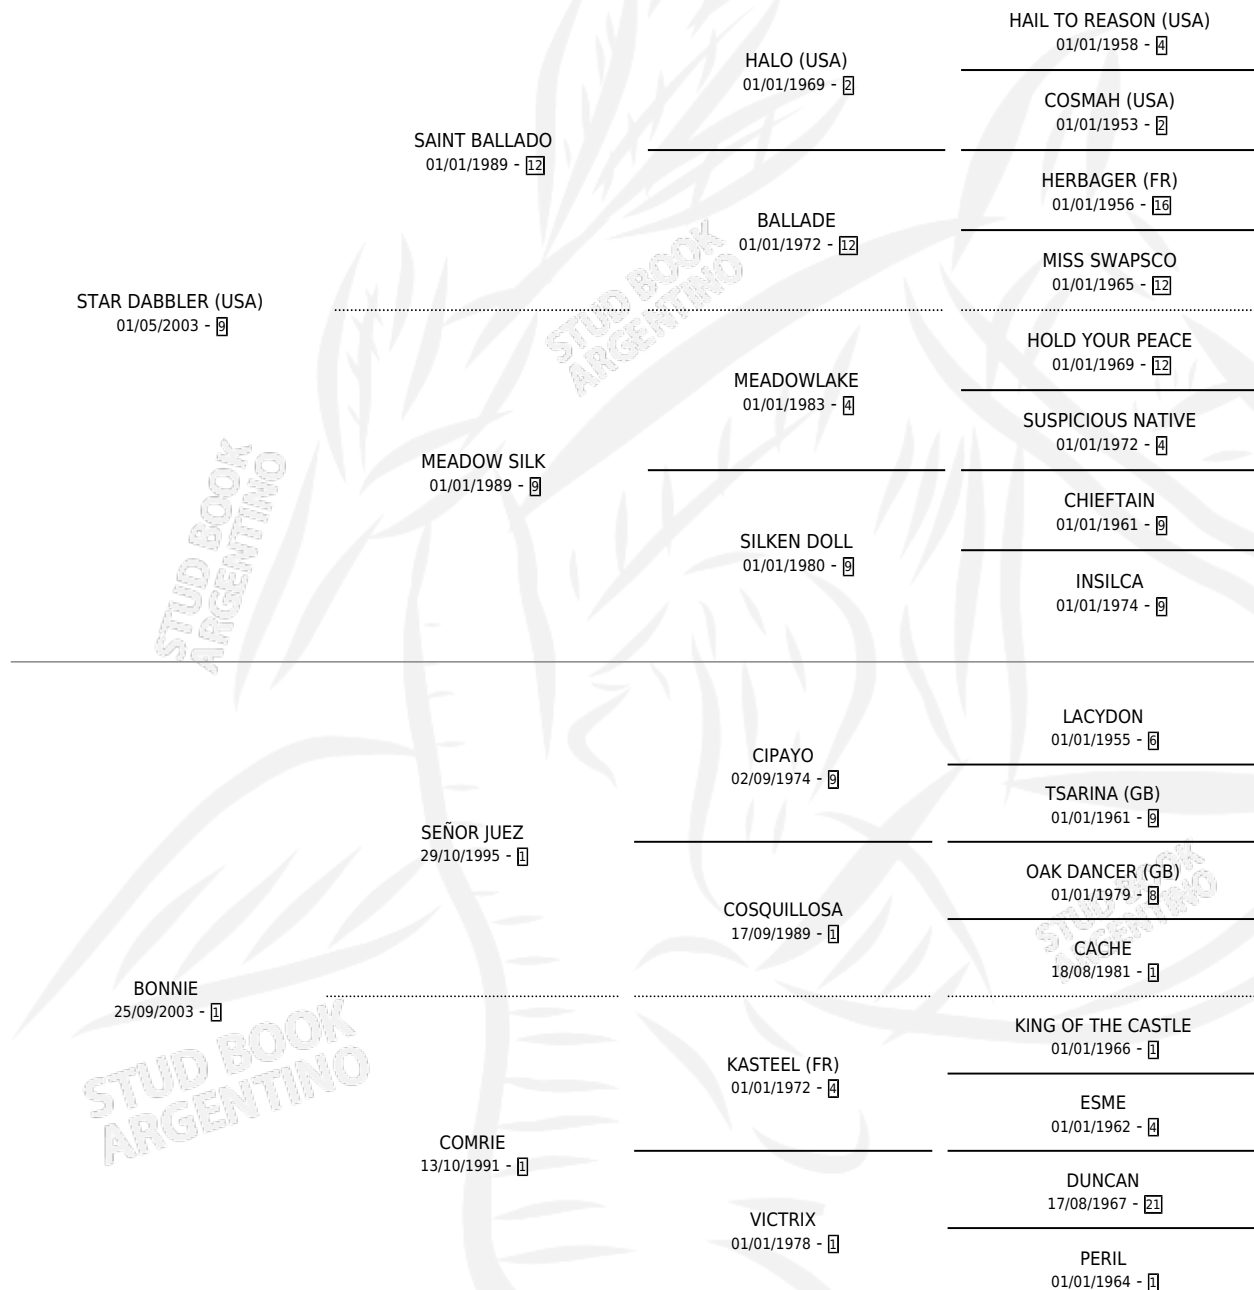 HAIL TO REASON (USA)
01/01/1958 - 4
HALO (USA)
01/01/1969 - 2
COSMAH (USA)
01/01/1953 - 2
SAINT BALLADO
01/01/1989 - 12
HERBAGER (FR)
01/01/1956 - 16
BALLADE
01/01/1972 - 12
MISS SWAPSCO
01/01/1965 - 12
STAR DABBLER (USA)
01/05/2003 - 9
STUD BOOK
ARGENTINO
HOLD YOUR PEACE
01/01/1969 - 12
MEADOWLAKE
01/01/1983 - 4
SUSPICIOUS NATIVE
01/01/1972 - 4
MEADOW SILK
01/01/1989 - 9
CHIEFTAIN
01/01/1961 - 9
SILKEN DOLL
01/01/1980 - 9
INSILCA
01/01/1974 - 9
STUD BOOK
ARGENTINO
LACYDON
01/01/1955 - 6
CIPAYO
02/09/1974 - 9
TSARINA (GB)
01/01/1961 - 9
SEÑOR JUEZ
29/10/1995 - 1
OAK DANCER (GB)
01/01/1979 - 8
COSQUILLOSA
17/09/1989 - 1
STUD BOOK
ARGENTINO
CACHE
18/08/1981 - 1
BONNIE
25/09/2003 - 1
STUD BOOK
ARGENTINO
KING OF THE CASTLE
01/01/1966 - 1
KASTEEL (FR)
01/01/1972 - 4
ESME
01/01/1962 - 4
COMRIE
13/10/1991 - 1
DUNCAN
17/08/1967 - 21
VICTRIX
01/01/1978 - 1
PERIL
01/01/1964 - 1